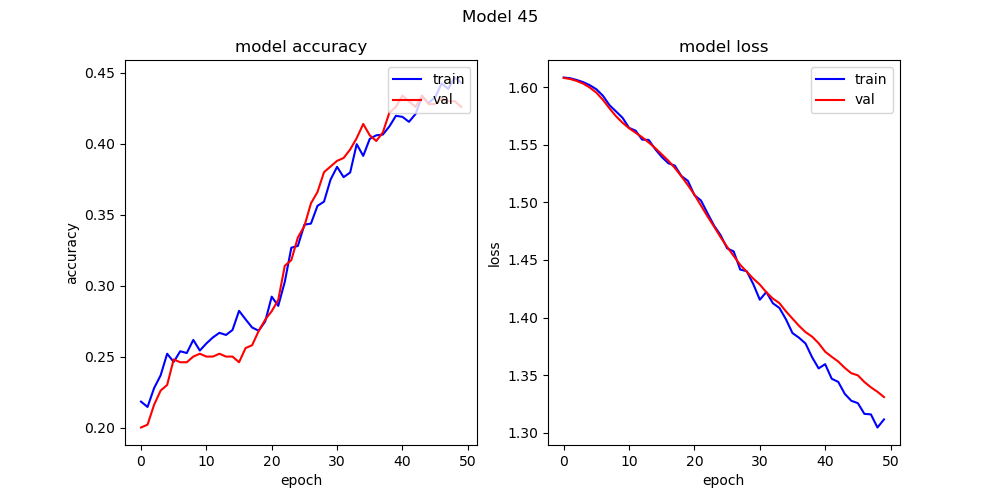 Model 45
model accuracy
train
val
0.45
0.40
0.35
0.30
0.25
0.20
accuracy
0 10 20 30 40 50
epoch
model loss
train
val
1.60
1.55
1.50
1.45
1.40
1.35
1.30
loss
0 10 20 30 40 50
epoch